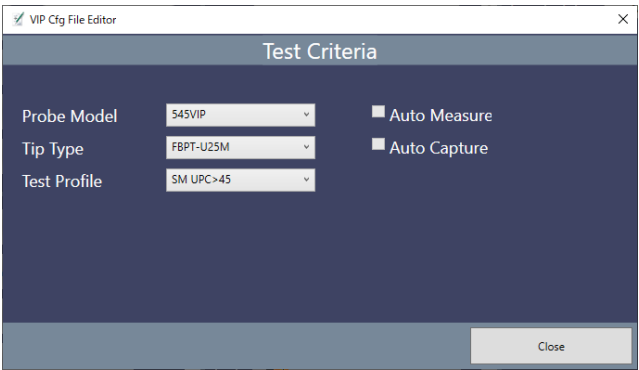 VIP Cfg File Editor
Test Criteria
Probe Model 545VIP Auto Measure
Tip Type FBPT-U25M Auto Capture
Test Profile SM UPC>45
Close